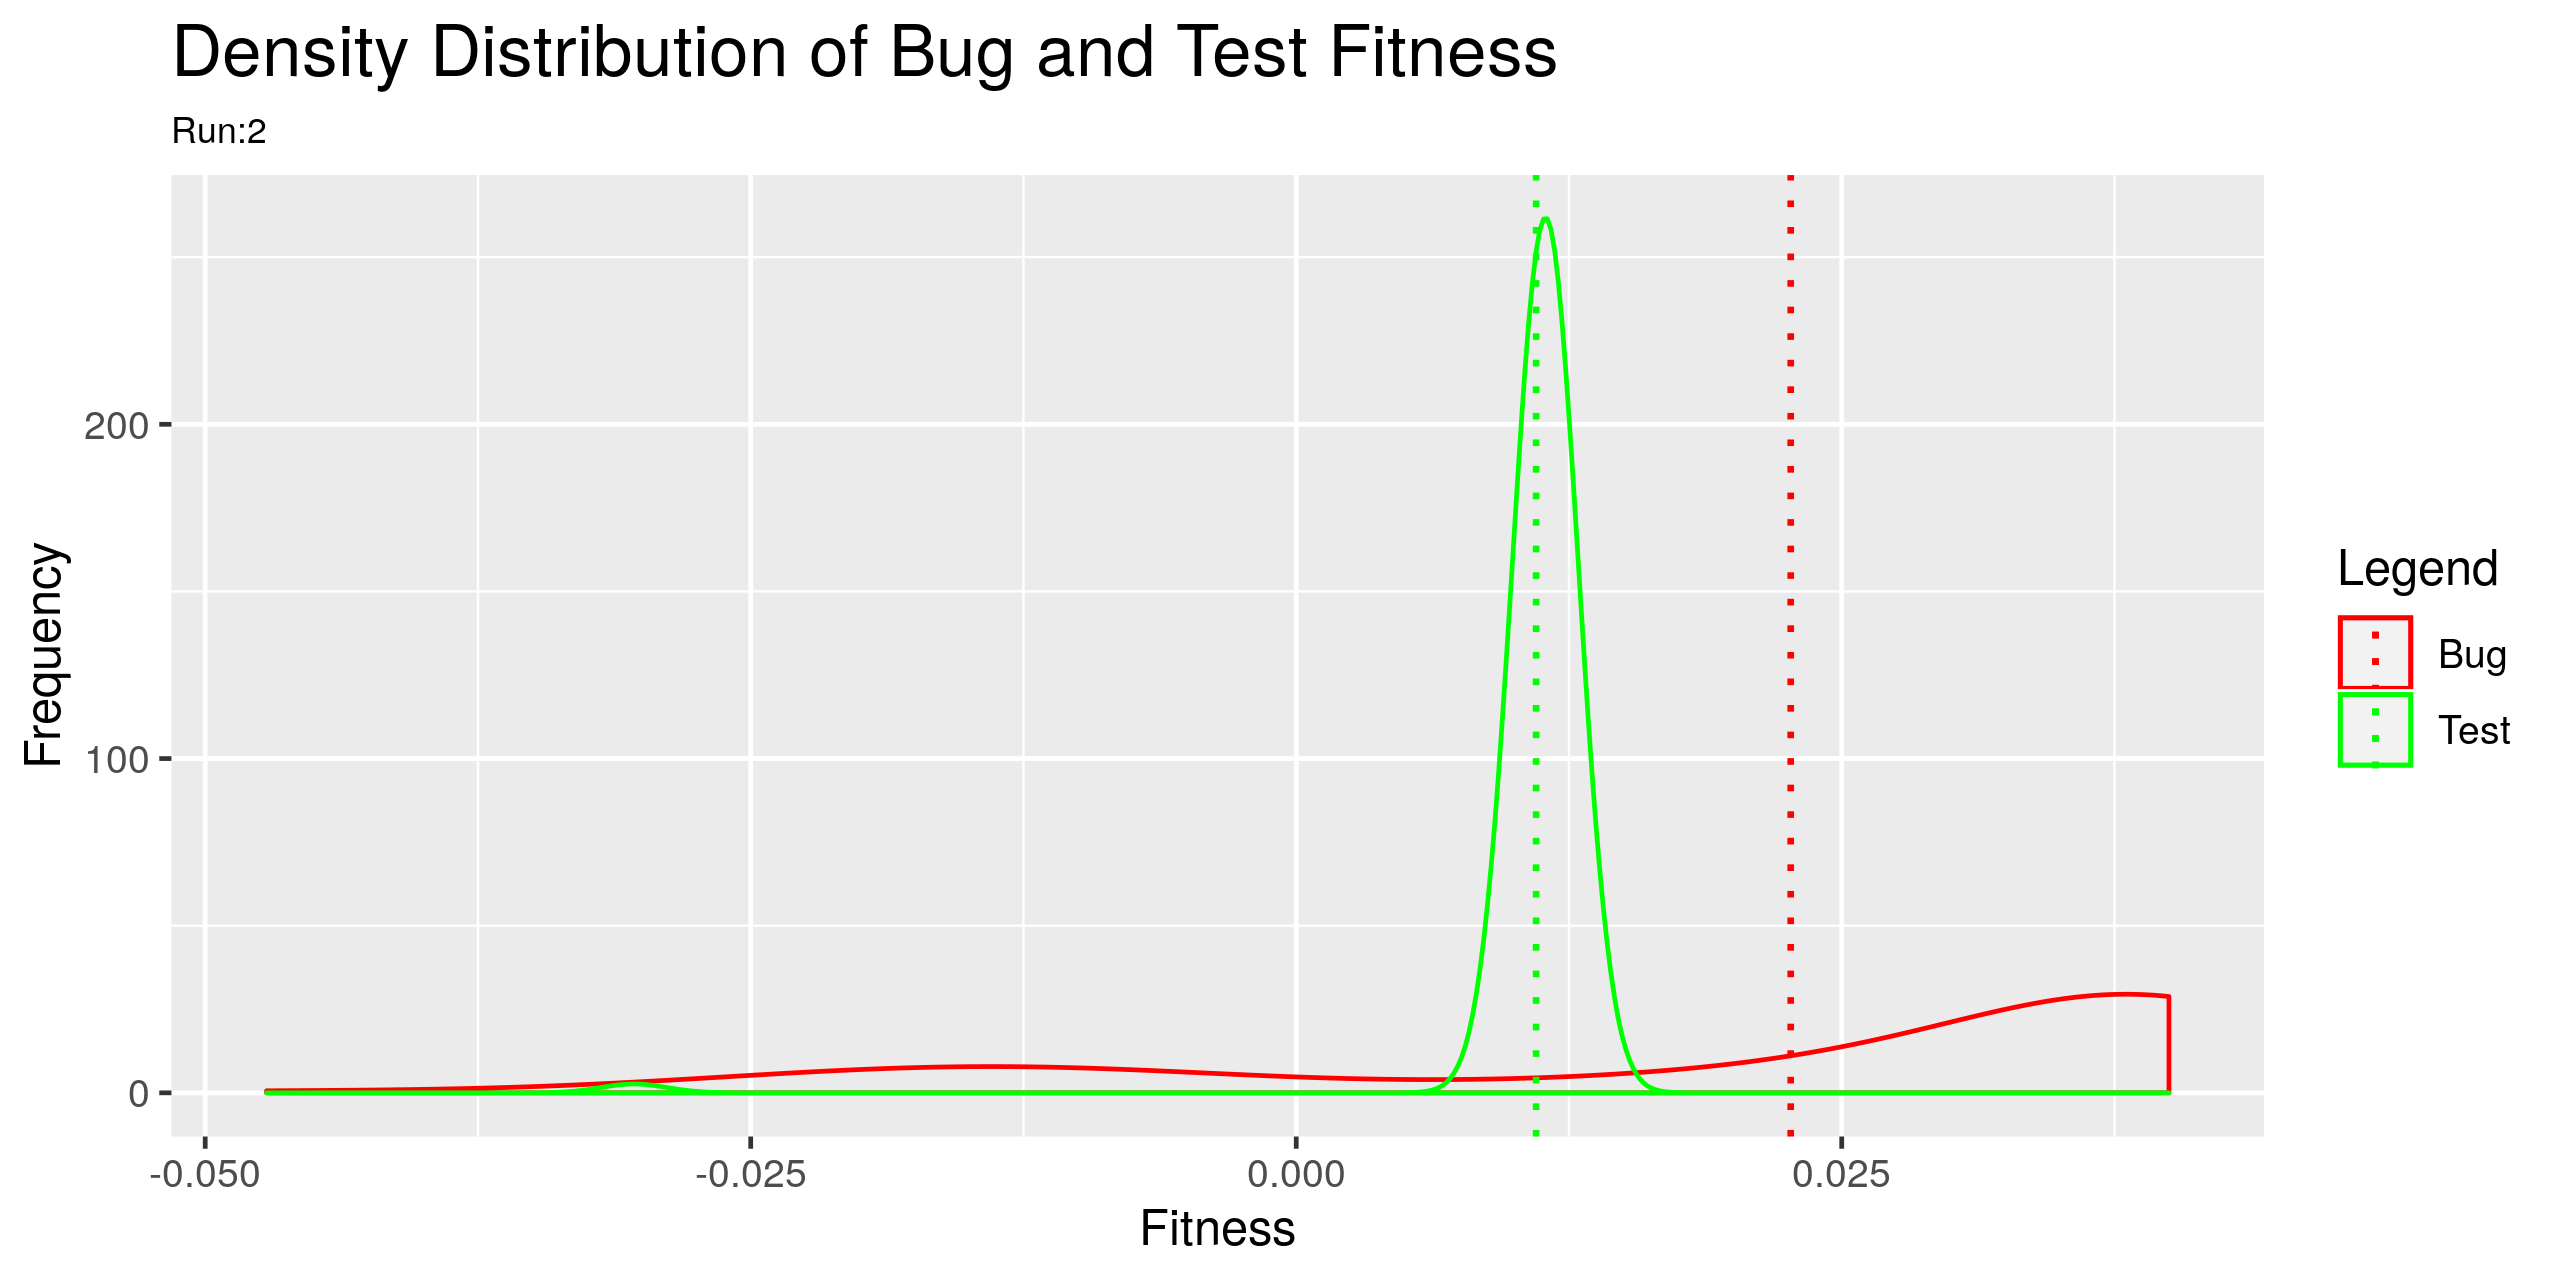 Density Distribution of Bug and Test Fitness
Run:2
Frequency
200
100
0
-0.050
-0.025
0.000
0.025
Fitness
Legend
Bug
Test